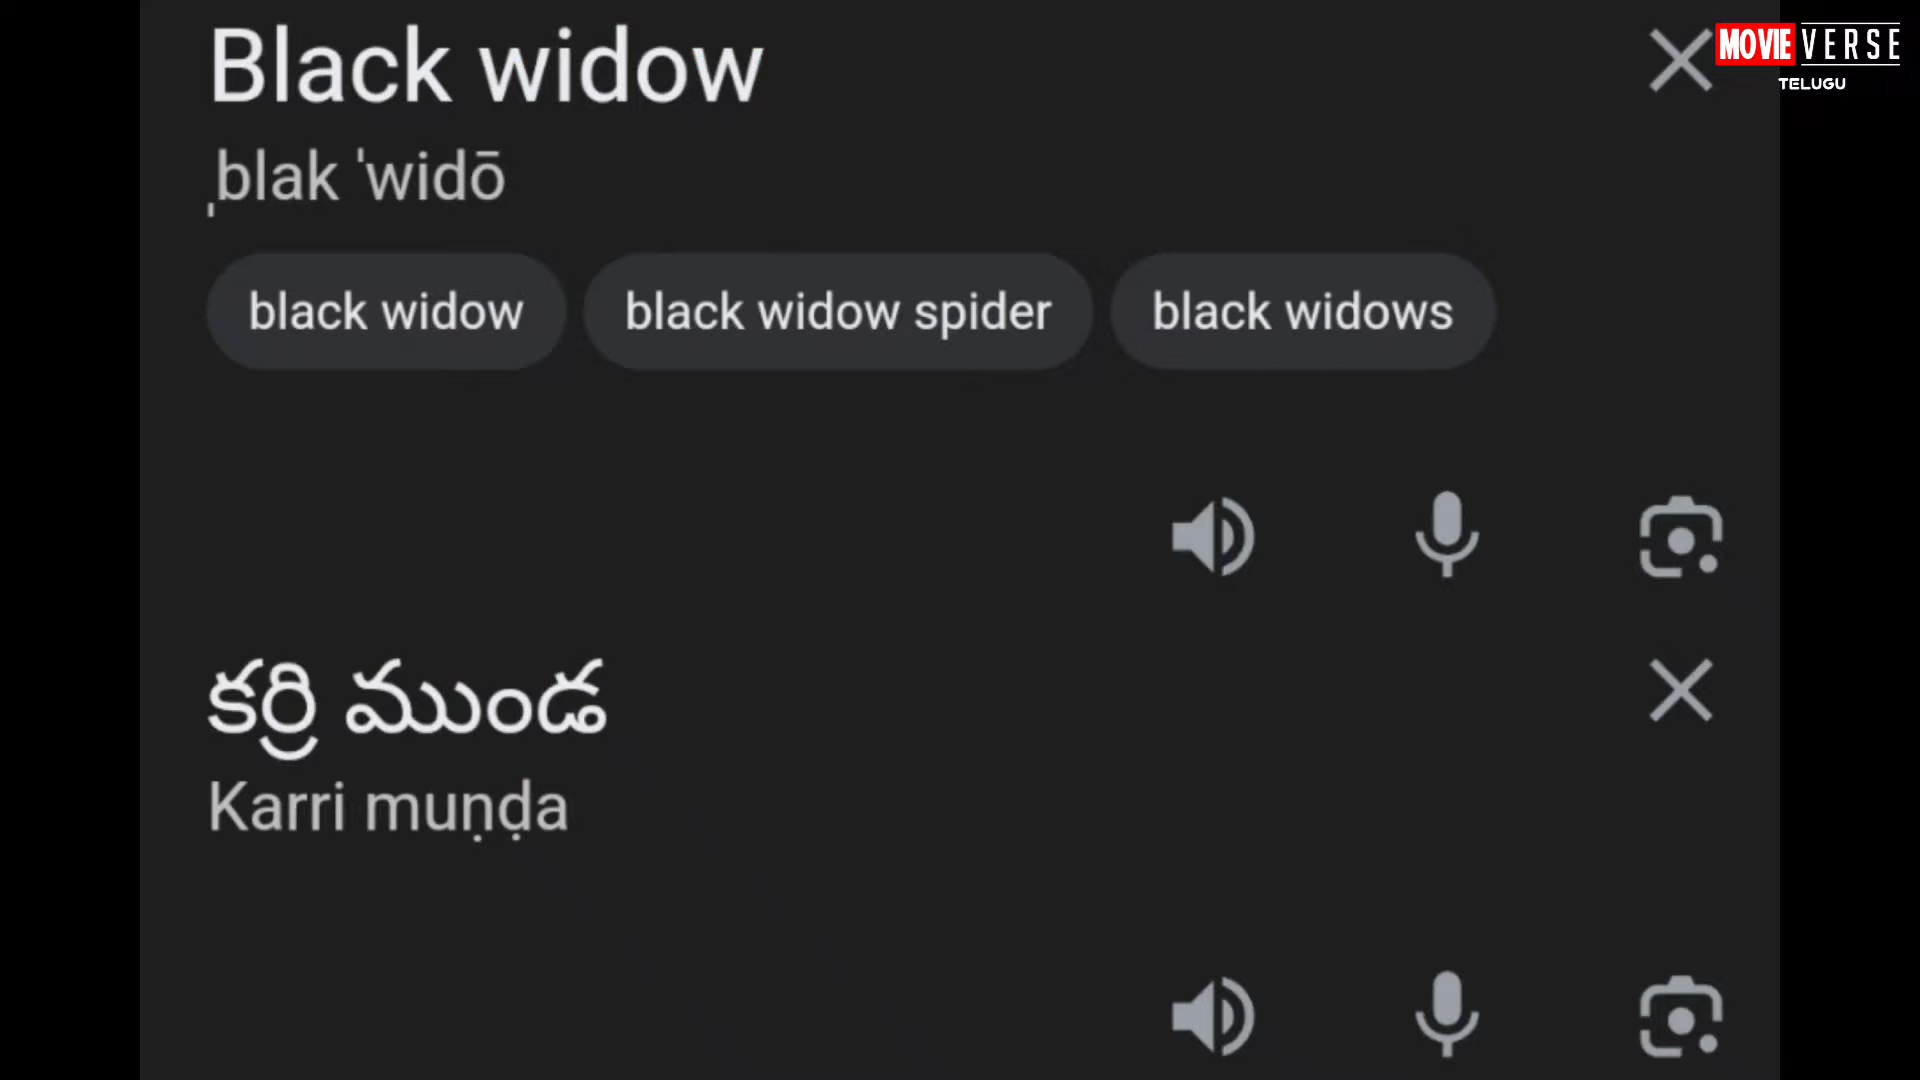 Black widow
MOVIE VERSE
TELUGU
ˌblak ˈwidō
black widow
black widow spider
black widows
కర్రి ముండ
Karri muṇḍa